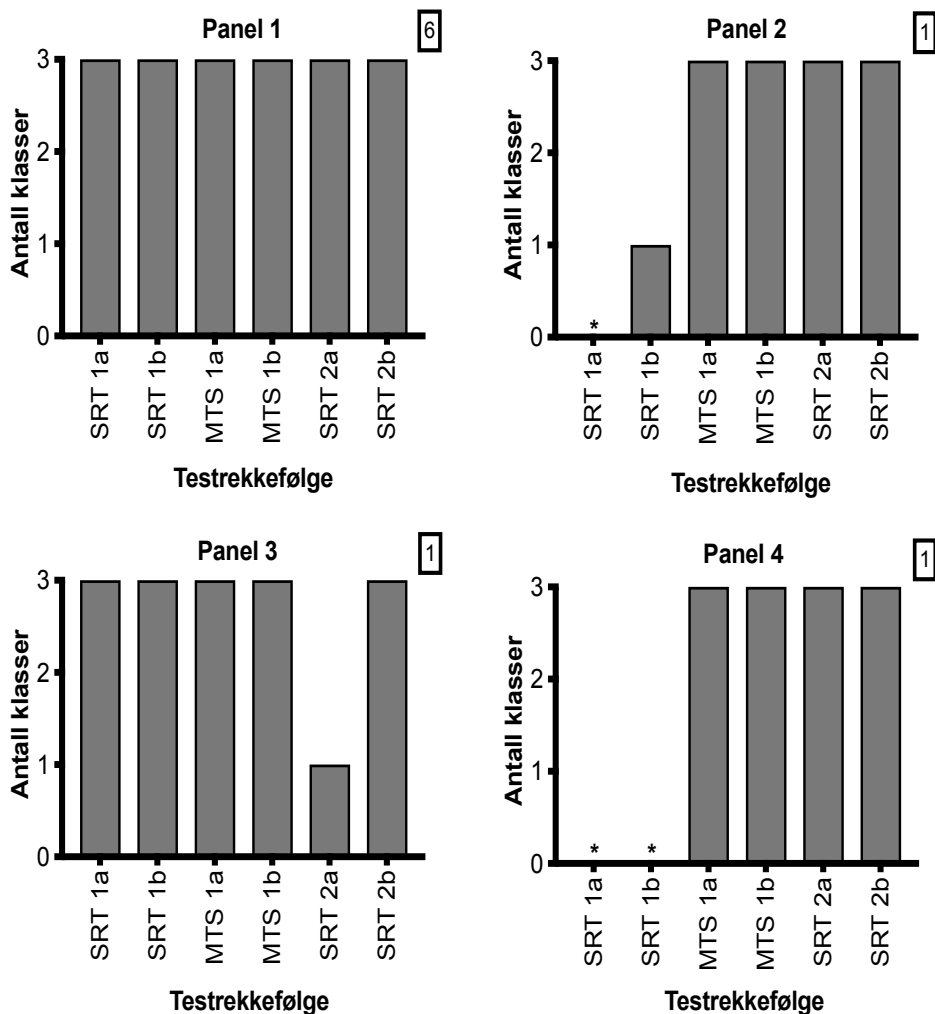 Panel 1
6
Antall klasser
3
2
1
0
SRT 1a
SRT 1b
MTS 1a
MTS 1b
SRT 2a
SRT 2b
Testrekkefølge
Panel 2
1
Antall klasser
3
2
1
0
*
SRT 1a
SRT 1b
MTS 1a
MTS 1b
SRT 2a
SRT 2b
Testrekkefølge
Panel 3
1
Antall klasser
3
2
1
0
SRT 1a
SRT 1b
MTS 1a
MTS 1b
SRT 2a
SRT 2b
Testrekkefølge
Panel 4
1
Antall klasser
3
2
1
0
* *
SRT 1a
SRT 1b
MTS 1a
MTS 1b
SRT 2a
SRT 2b
Testrekkefølge